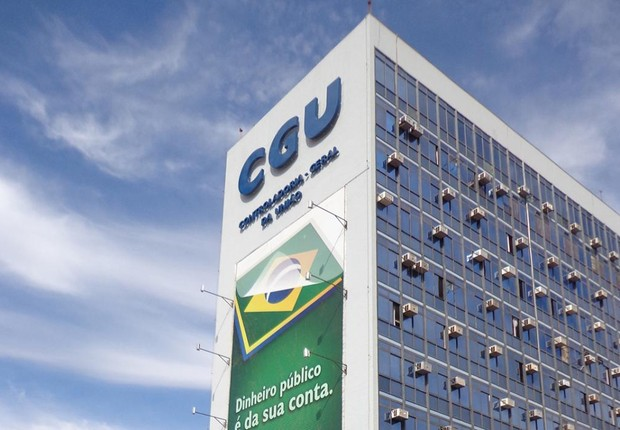 CGU
CONTROLADORIA - GERAL
DA UNIÃO
Dinheiro público
é da sua conta.